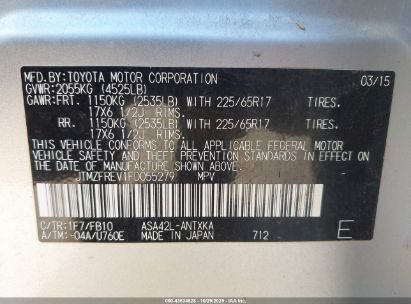 MFD.BY:TOYOTA MOTOR CORPORATION 03/15
GVWR:2055KG (4525LB)
GAWR:FRT. 1150KG (2535LB) WITH 225/65R17 TIRES.
17X6 1/2J RIMS.
RR. 1150KG (2535LB) WITH 225/65R17 TIRES.
17X6 1/2J RIMS.
THIS VEHICLE CONFORMS TO ALL APPLICABLE
FEDERAL MOTOR VEHICLE SAFETY STANDARDS IN
EFFECT ON THE DATE OF MANUFACTURE SHOWN ABOVE.
JTMZFREV1FD055279 MPV
C/TR:1F7/FB10 ASA42L-ANTXKA
A/TM:-04A/U760E MADE IN JAPAN 712 E